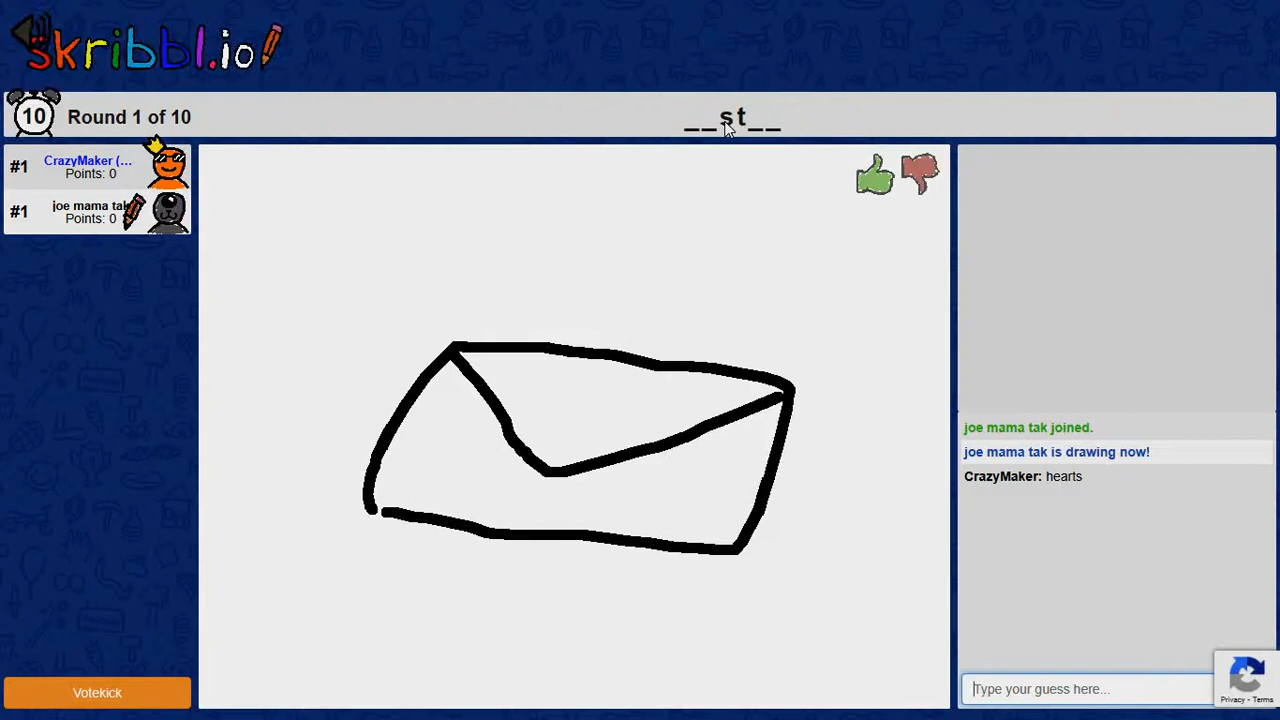 skribbl.io
10 Round 1 of 10
__st__
#1 CrazyMaker (...
Points: 0
#1 joe mama tak
Points: 0
joe mama tak joined.
joe mama tak is drawing now!
CrazyMaker: hearts
Votekick
Type your guess here...
Privacy - Terms